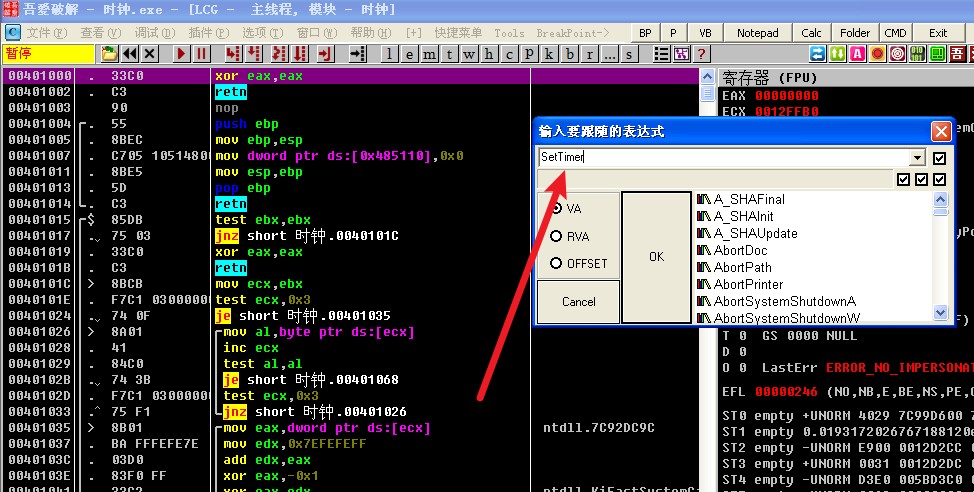 吾爱破解 - 时钟.exe - [LCG - 主线程, 模块 - 时钟]
C 文件(F) 查看(V) 调试(D) 插件(P) 选项(T) 窗口(W) 帮助(H) [+] 快捷菜单 Tools BreakPoint-> BP P VB Notepad Calc Folder CMD Exit
暂停 l e m t w h c p k b r ... s ?
00401000 . 33C0 xor eax,eax
00401002 . C3 retn
00401003 90 nop
00401004 . 55 push ebp
00401005 . 8BEC mov ebp,esp
00401007 . C705 10514800 mov dword ptr ds:[0x485110],0x0
00401011 . 8BE5 mov esp,ebp
00401013 . 5D pop ebp
00401014 . C3 retn
00401015 $ 85DB test ebx,ebx
00401017 . 75 03 jnz short 时钟.0040101C
00401019 . 33C0 xor eax,eax
0040101B . C3 retn
0040101C > 8BCB mov ecx,ebx
0040101E . F7C1 03000000 test ecx,0x3
00401024 . 74 0F je short 时钟.00401035
00401026 > 8A01 mov al,byte ptr ds:[ecx]
00401028 . 41 inc ecx
00401029 . 84C0 test al,al
0040102B . 74 3B je short 时钟.00401068
0040102D . F7C1 03000000 test ecx,0x3
00401033 .^ 75 F1 jnz short 时钟.00401026
00401035 > 8B01 mov eax,dword ptr ds:[ecx] ntdll.7C92DC9C
00401037 . BA FFFEFE7E mov edx,0x7EFEFEFF
0040103C . 03D0 add edx,eax
0040103E . 83F0 FF xor eax,-0x1
00401041 . 33C2 xor eax,edx ntdll.KiFastSystemCa
寄存器 (FPU)
EAX 00000000
ECX 0012FFB0
输入要跟随的表达式
SetTimer
VA
RVA
OFFSET
Cancel
OK
A_SHAFinal
A_SHAInit
A_SHAUpdate
AbortDoc
AbortPath
AbortPrinter
AbortSystemShutdownA
AbortSystemShutdownW
T 0 GS 0000 NULL
D 0
O 0 LastErr ERROR_NO_IMPERSONAT
EFL 00000246 (NO,NB,E,BE,NS,PE,G
ST0 empty +UNORM 4029 7C99D600 7
ST1 empty 0.0193172026767188120e
ST2 empty -UNORM E900 0012D2CC 0
ST3 empty +UNORM 0031 0012D2DC
ST4 empty -UNORM D3E0 005BD3C0